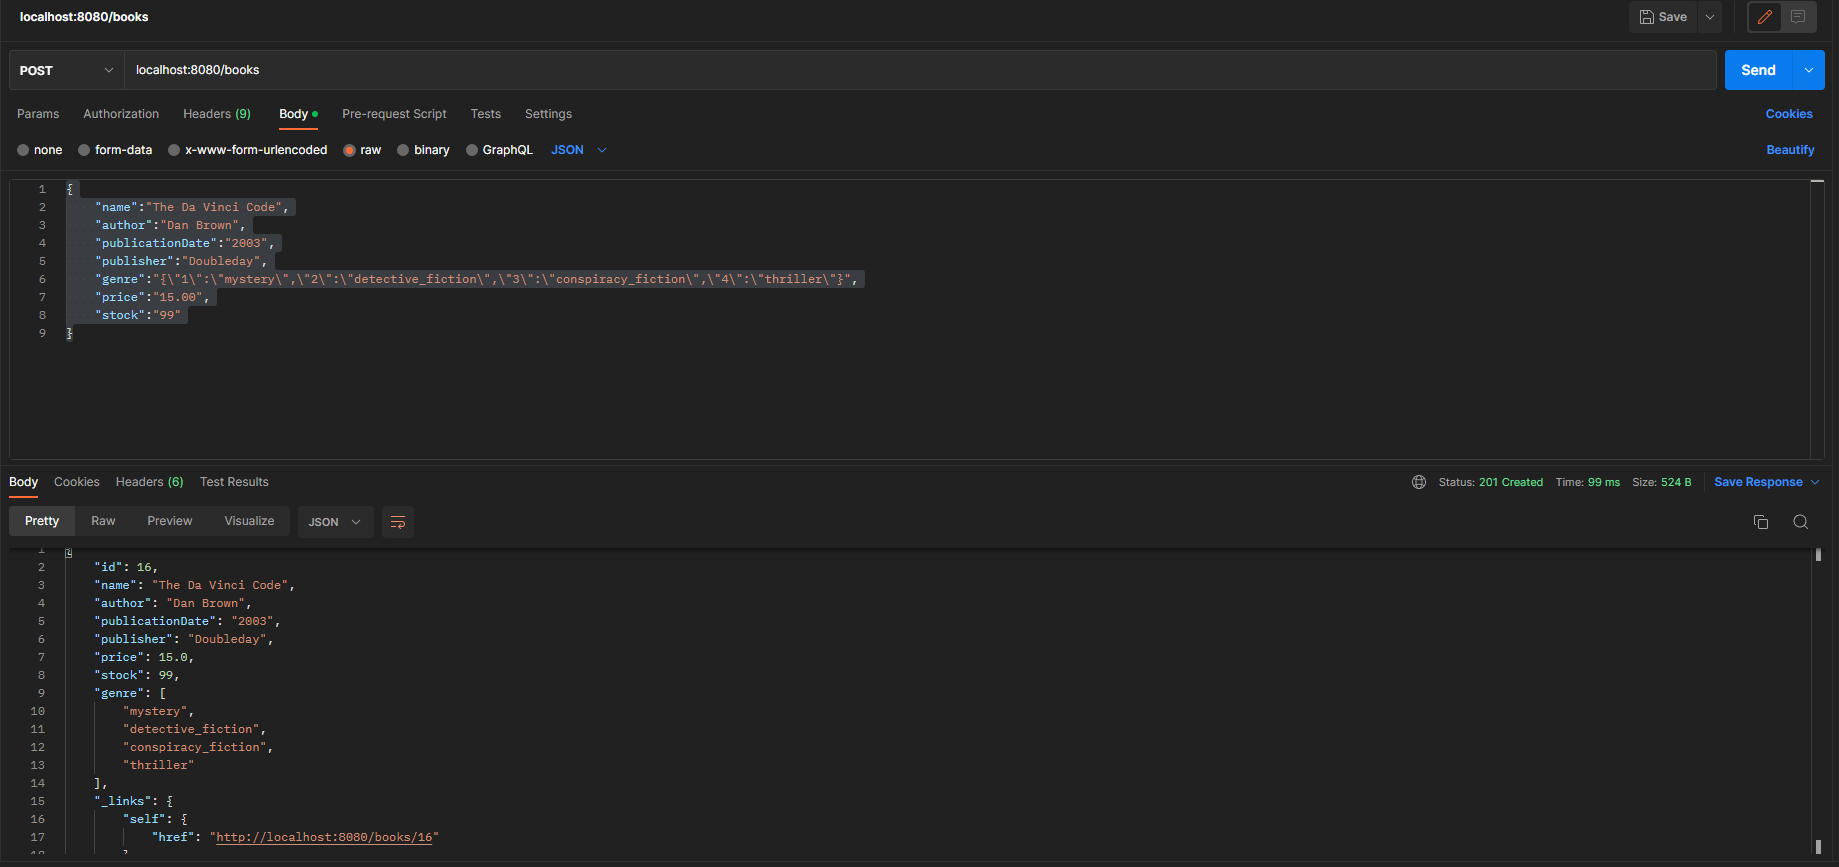 localhost:8080/books
Save
POST
localhost:8080/books
Send
Params Authorization Headers (9) Body Pre-request Script Tests Settings Cookies
none form-data x-www-form-urlencoded raw binary GraphQL JSON Beautify
1 {
2 "name":"The Da Vinci Code",
3 "author":"Dan Brown",
4 "publicationDate":"2003",
5 "publisher":"Doubleday",
6 "genre":"{\"1\":\"mystery\",\"2\":\"detective_fiction\",\"3\":\"conspiracy_fiction\",\"4\":\"thriller\"}",
7 "price":"15.00",
8 "stock":"99"
9 }
Body Cookies Headers (6) Test Results Status: 201 Created Time: 99 ms Size: 524 B Save Response
Pretty Raw Preview Visualize JSON
1 {
2 "id": 16,
3 "name": "The Da Vinci Code",
4 "author": "Dan Brown",
5 "publicationDate": "2003",
6 "publisher": "Doubleday",
7 "price": 15.0,
8 "stock": 99,
9 "genre": [
10 "mystery",
11 "detective_fiction",
12 "conspiracy_fiction",
13 "thriller"
14 ],
15 "_links": {
16 "self": {
17 "href": "http://localhost:8080/books/16"